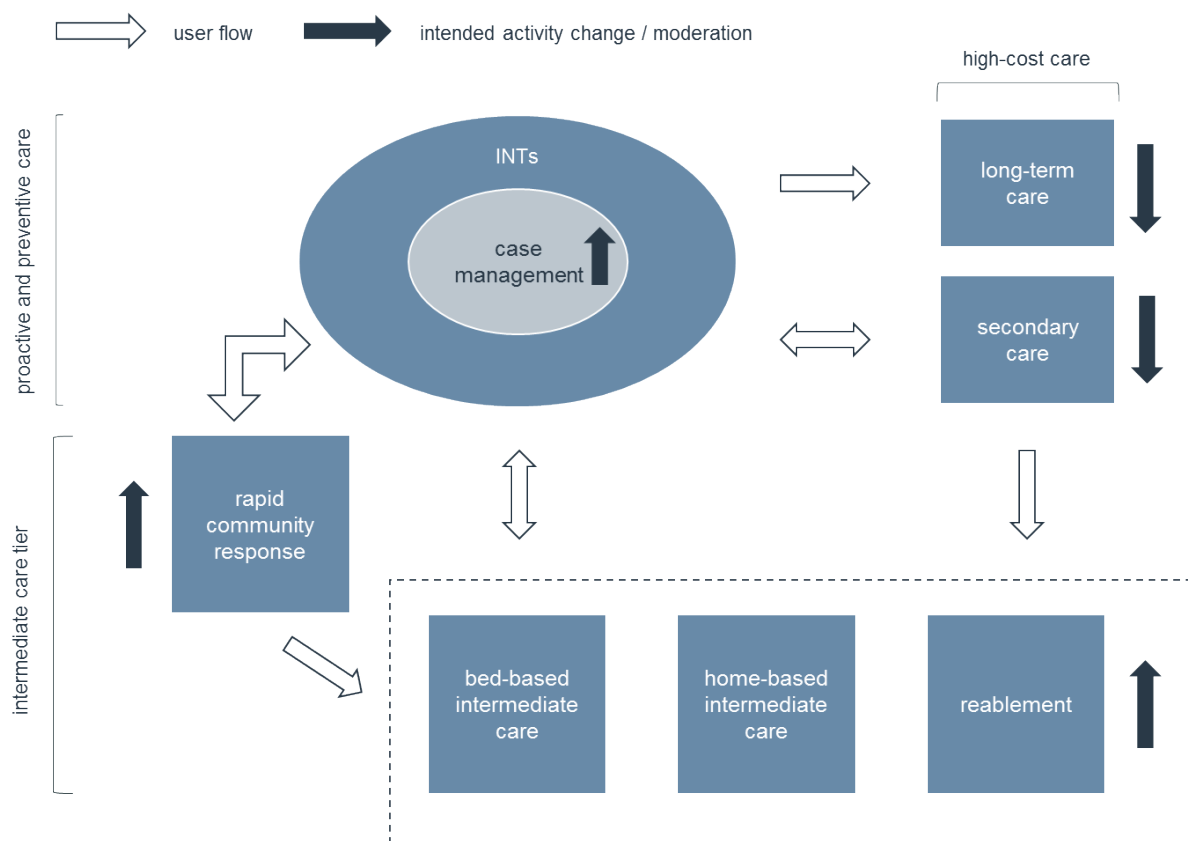 user flow
intended activity change / moderation
high-cost care
proactive and preventive care
INTs
case
management
long-term
care
secondary
care
intermediate care tier
rapid
community
response
bed-based
intermediate
care
home-based
intermediate
care
reablement